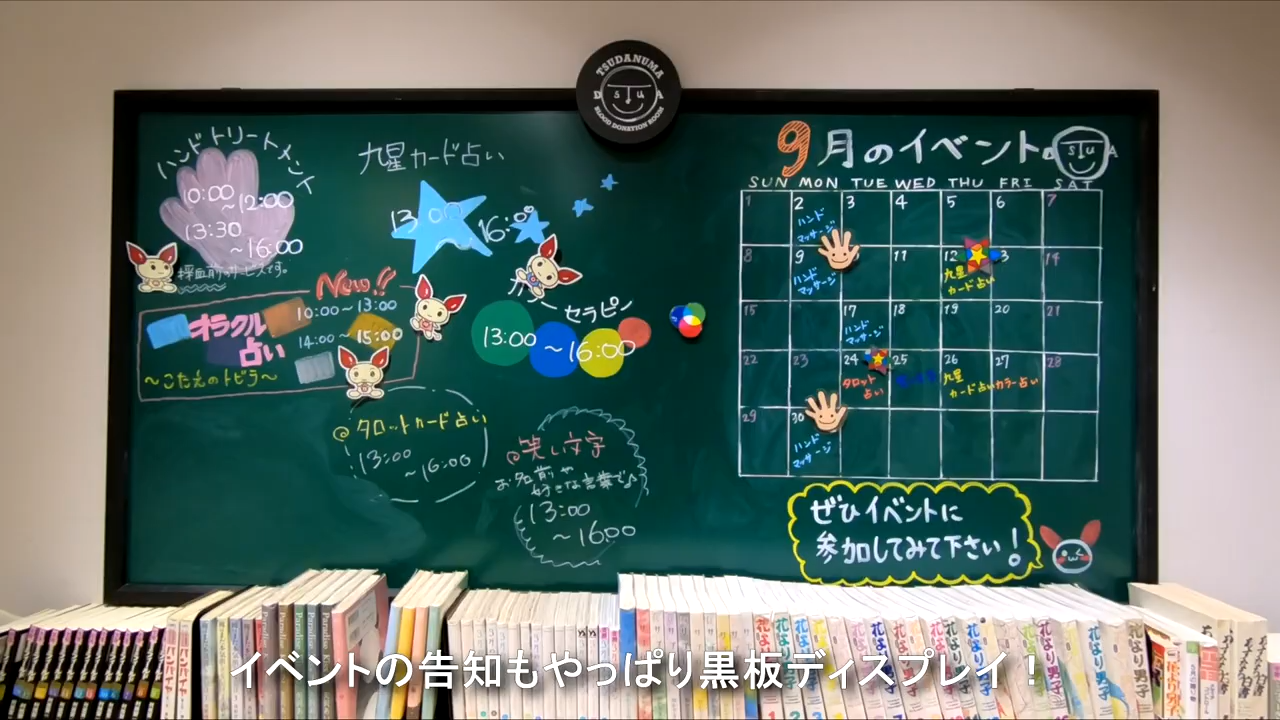 TSUDANUMA
DSTUA
BLOOD DONATION ROOM
ハンドトリートメント
10:00
～12:00
13:30
～16:00
採血前のサービスです。
九星カード占い
13:00
16:00
New!!
オラクル
占い
10:00～13:00
14:00～15:00
～こたえのトビラ～
カラーセラピー
13:00～16:00
@タロットカード占い
13:00
～16:00
@笑い文字
お名前や
好きな言葉で♪
13:00
～16:00
9月のイベント
SUN MON TUE WED THU FRI SAT
1 2 3 4 5 6 7
ハンド
マッサージ
8 9 11 12 13 14
ハンド
マッサージ
九星
カード占い
15 17 18 19 20 21
ハンド
マッサージ
22 23 24 25 26 27 28
タロット
占い
九星
カード占い
カラー占い
29 30
ハンド
マッサージ
ぜひイベントに
参加してみて下さい！
花より男子
イベントの告知もやっぱり黒板ディスプレイ！